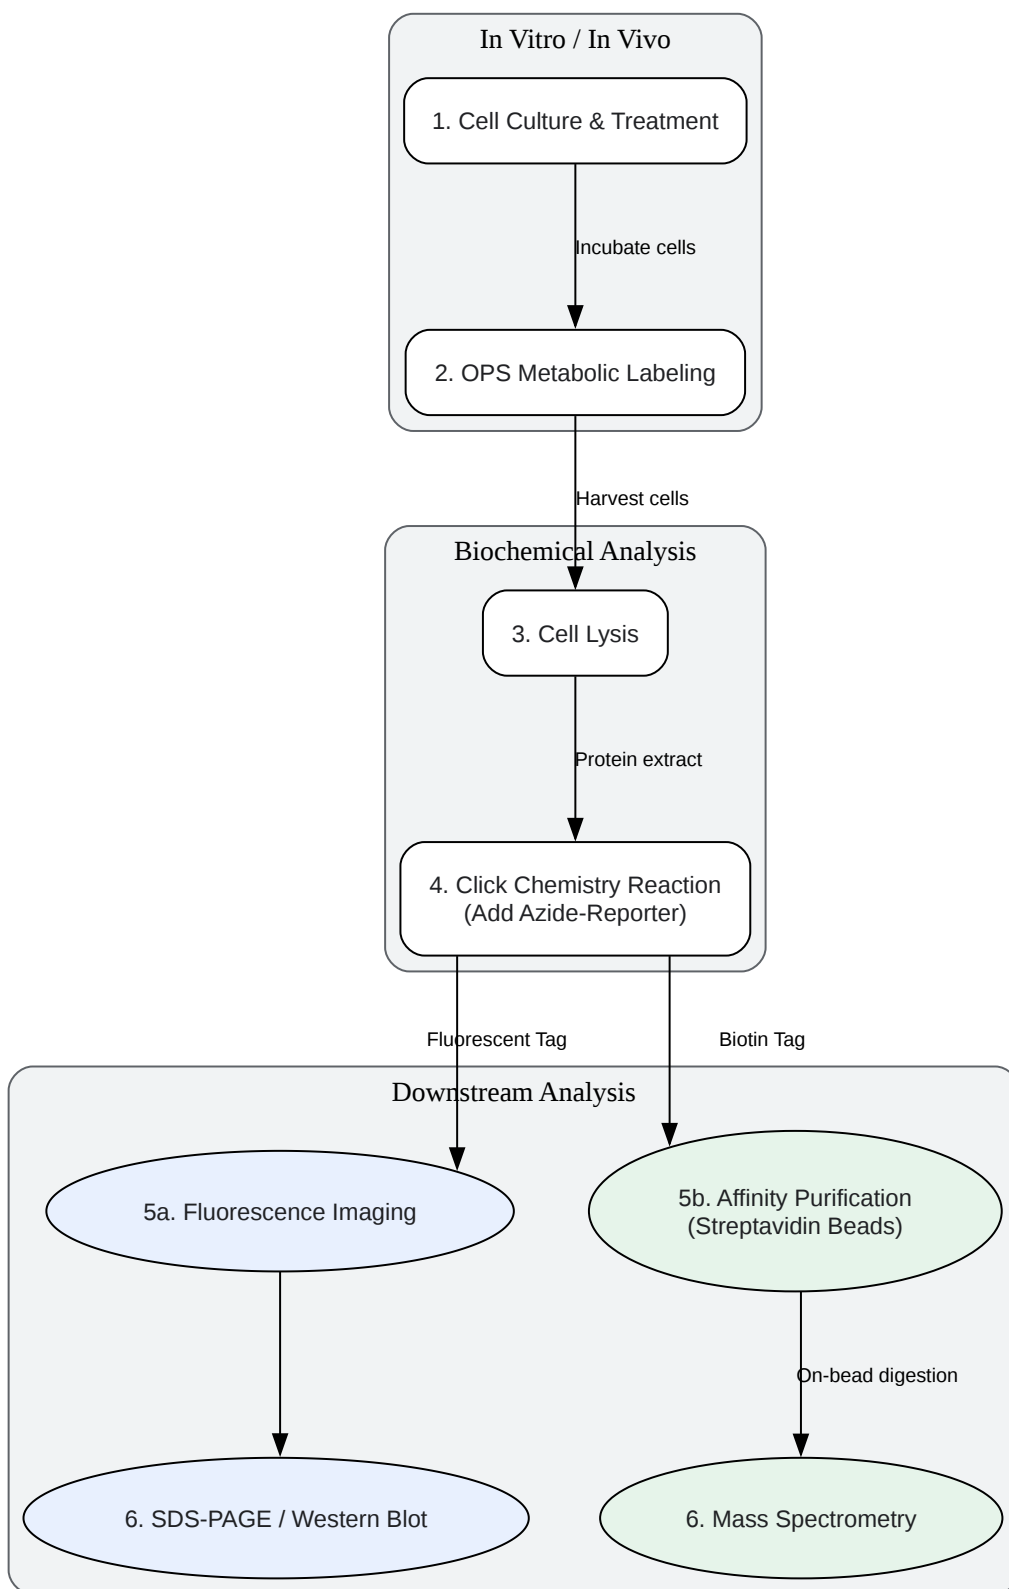 In Vitro / In Vivo
1. Cell Culture & Treatment
Incubate cells
2. OPS Metabolic Labeling
Harvest cells
Biochemical Analysis
3. Cell Lysis
Protein extract
4. Click Chemistry Reaction
(Add Azide-Reporter)
Fluorescent Tag
Biotin Tag
Downstream Analysis
5a. Fluorescence Imaging
5b. Affinity Purification
(Streptavidin Beads)
On-bead digestion
6. SDS-PAGE / Western Blot
6. Mass Spectrometry